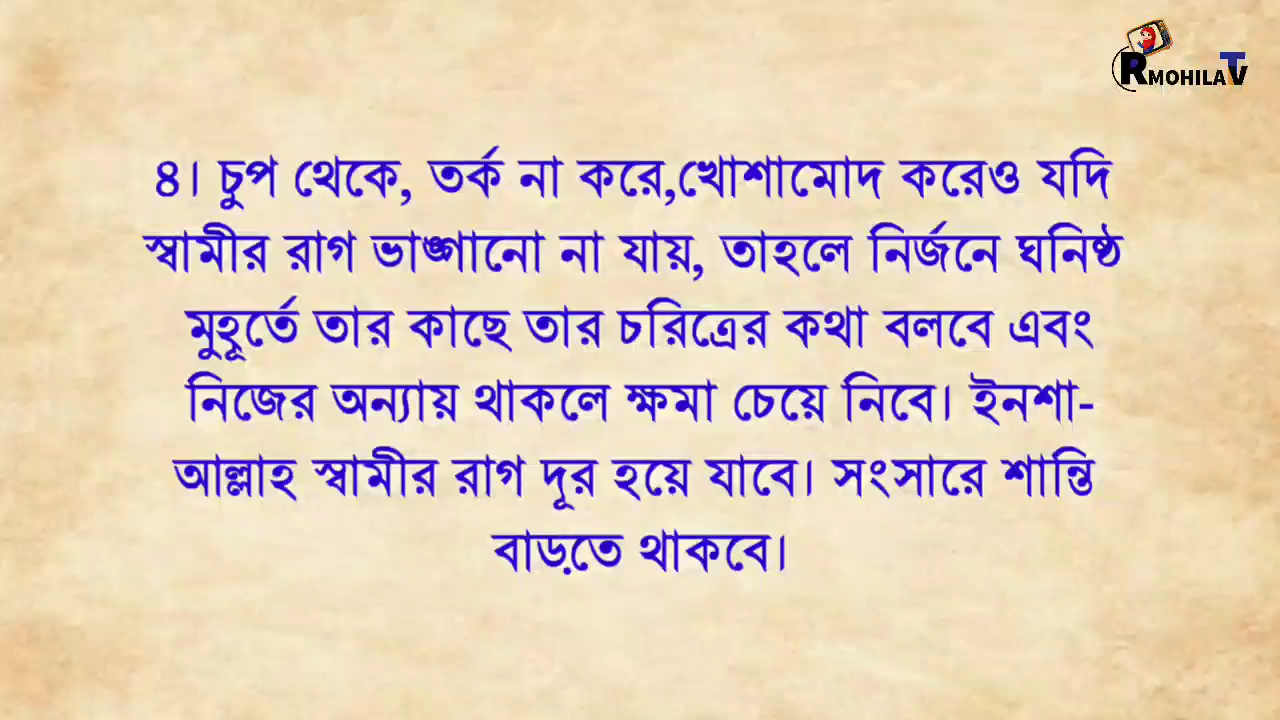 RMOHILATV
৪। চুপ থেকে, তর্ক না করে,খোশামোদ করেও যদি
স্বামীর রাগ ভাঙ্গানো না যায়, তাহলে নির্জনে ঘনিষ্ঠ
মুহূর্তে তার কাছে তার চরিত্রের কথা বলবে এবং
নিজের অন্যায় থাকলে ক্ষমা চেয়ে নিবে। ইনশা-
আল্লাহ স্বামীর রাগ দূর হয়ে যাবে। সংসারে শান্তি
বাড়তে থাকবে।